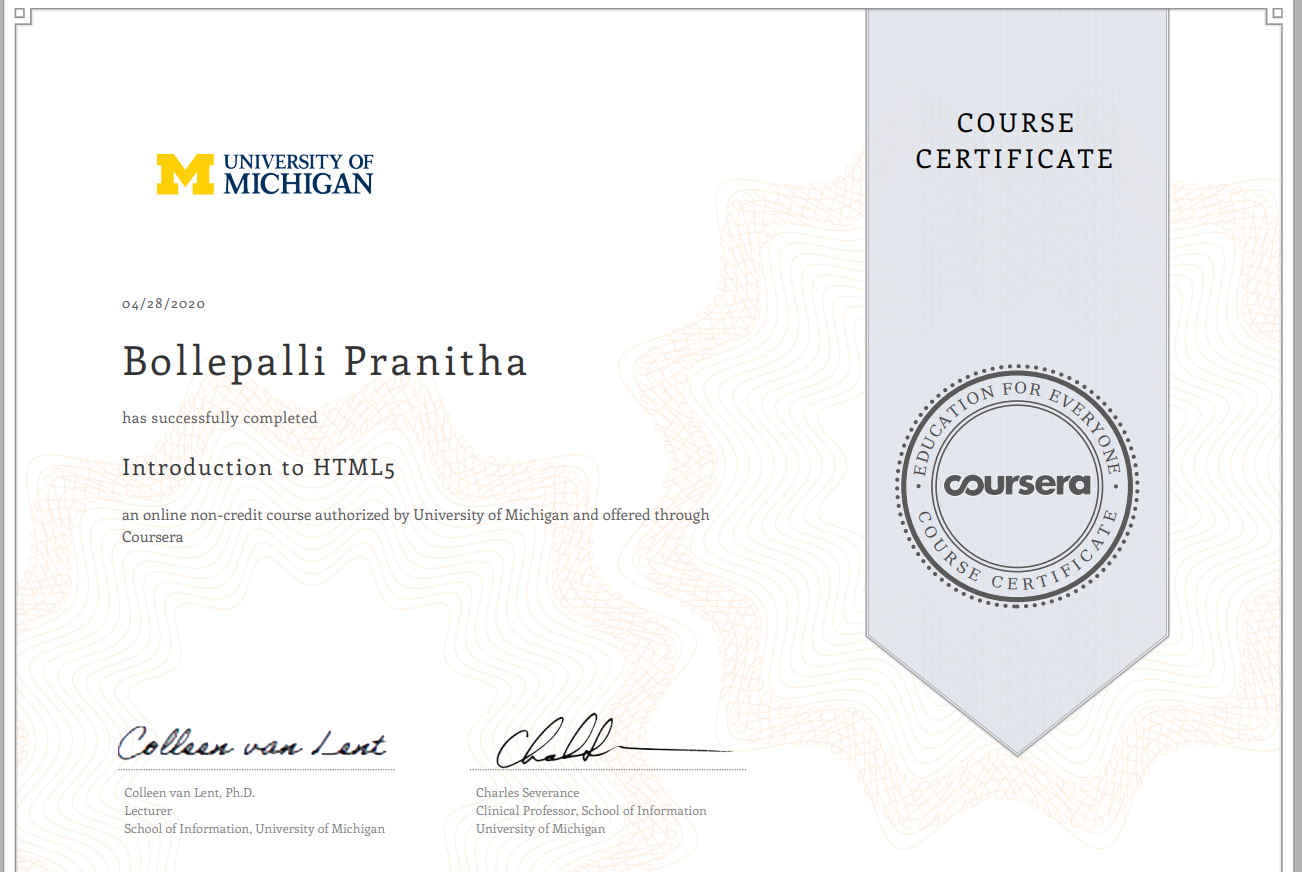 UNIVERSITY OF
MICHIGAN
COURSE
CERTIFICATE
04/28/2020
Bollepalli Pranitha
has successfully completed
Introduction to HTML5
an online non-credit course authorized by University of Michigan and offered through
Coursera
EDUCATION FOR EVERYONE
coursera
COURSE CERTIFICATE
Colleen van Lent
Colleen van Lent, Ph.D.
Lecturer
School of Information, University of Michigan
Charles Severance
Clinical Professor, School of Information
University of Michigan